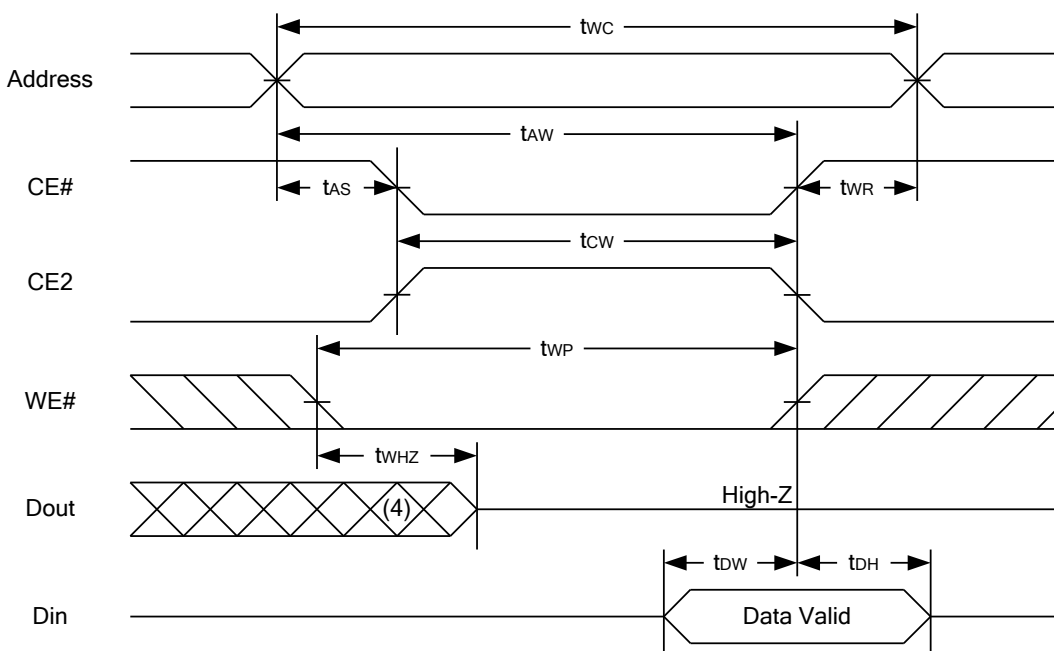 tWC
Address
tAW
CE#
tAS
tWR
tCW
CE2
tWP
WE#
tWHZ
Dout
(4)
High-Z
tDW
tDH
Din
Data Valid